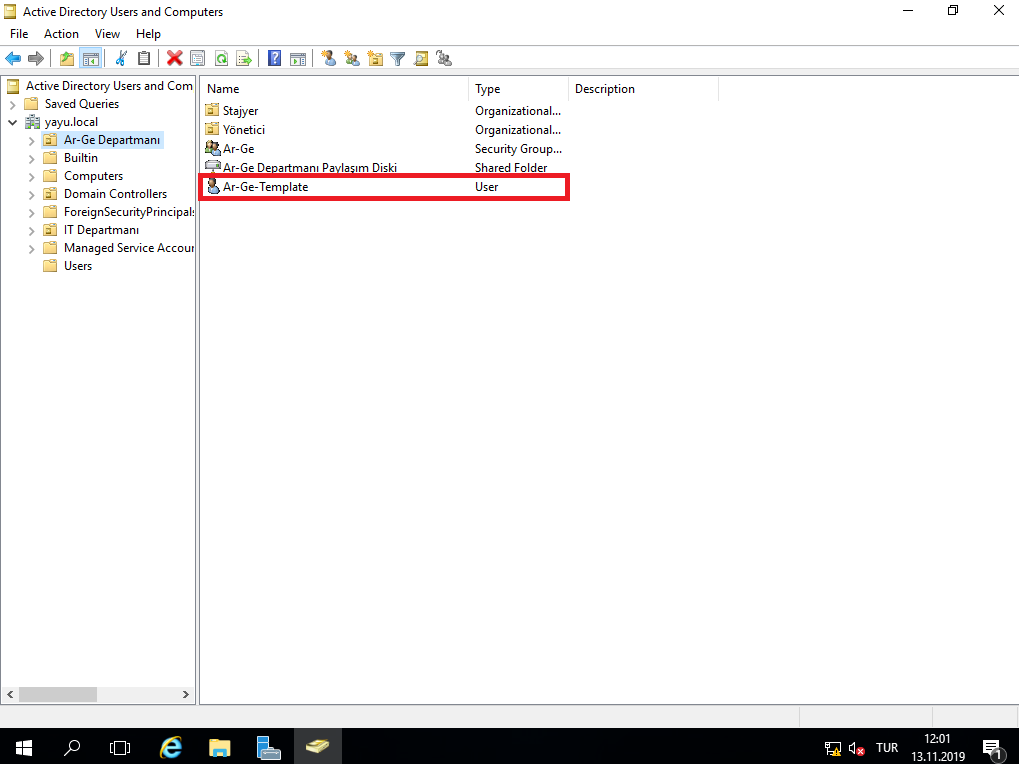 Active Directory Users and Computers
File Action View Help
Active Directory Users and Com
Saved Queries
yayu.local
Ar-Ge Departmanı
Builtin
Computers
Domain Controllers
ForeignSecurityPrincipals
IT Departmanı
Managed Service Accour
Users
Name Type Description
Stajyer Organizational...
Yönetici Organizational...
Ar-Ge Security Group...
Ar-Ge Departmanı Paylaşım Diski Shared Folder
Ar-Ge-Template User
TUR
12:01
13.11.2019
1